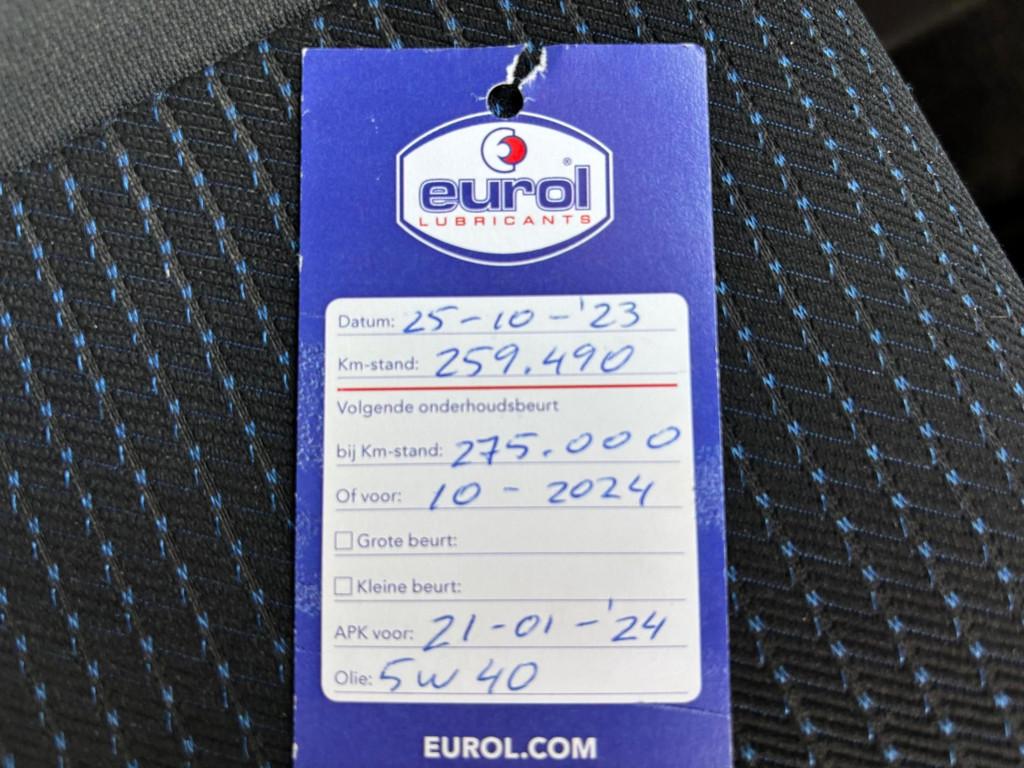 eurol®
LUBRICANTS
Datum: 25-10-'23
Km-stand: 259.490
Volgende onderhoudsbeurt
bij Km-stand: 275.000
Of voor: 10 - 2024
Grote beurt:
Kleine beurt:
APK voor: 21-01-'24
Olie: 5W40
EUROL.COM